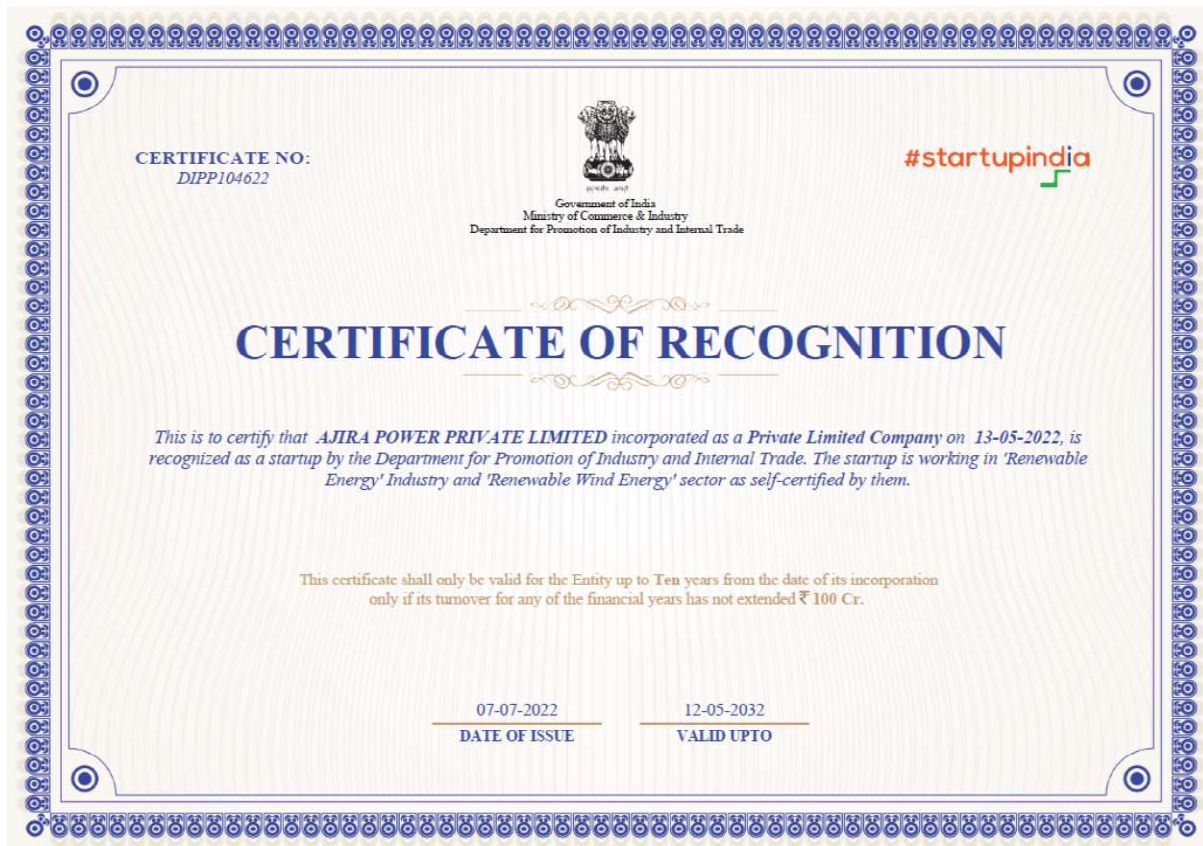 CERTIFICATE NO:
DIPP104622
#startupindia
Government of India
Ministry of Commerce & Industry
Department for Promotion of Industry and Internal Trade
CERTIFICATE OF RECOGNITION
This is to certify that AJIRA POWER PRIVATE LIMITED incorporated as a Private Limited Company on 13-05-2022, is
recognized as a startup by the Department for Promotion of Industry and Internal Trade. The startup is working in 'Renewable
Energy' Industry and 'Renewable Wind Energy' sector as self-certified by them.
This certificate shall only be valid for the Entity up to Ten years from the date of its incorporation
only if its turnover for any of the financial years has not extended ₹ 100 Cr.
07-07-2022
DATE OF ISSUE
12-05-2032
VALID UPTO